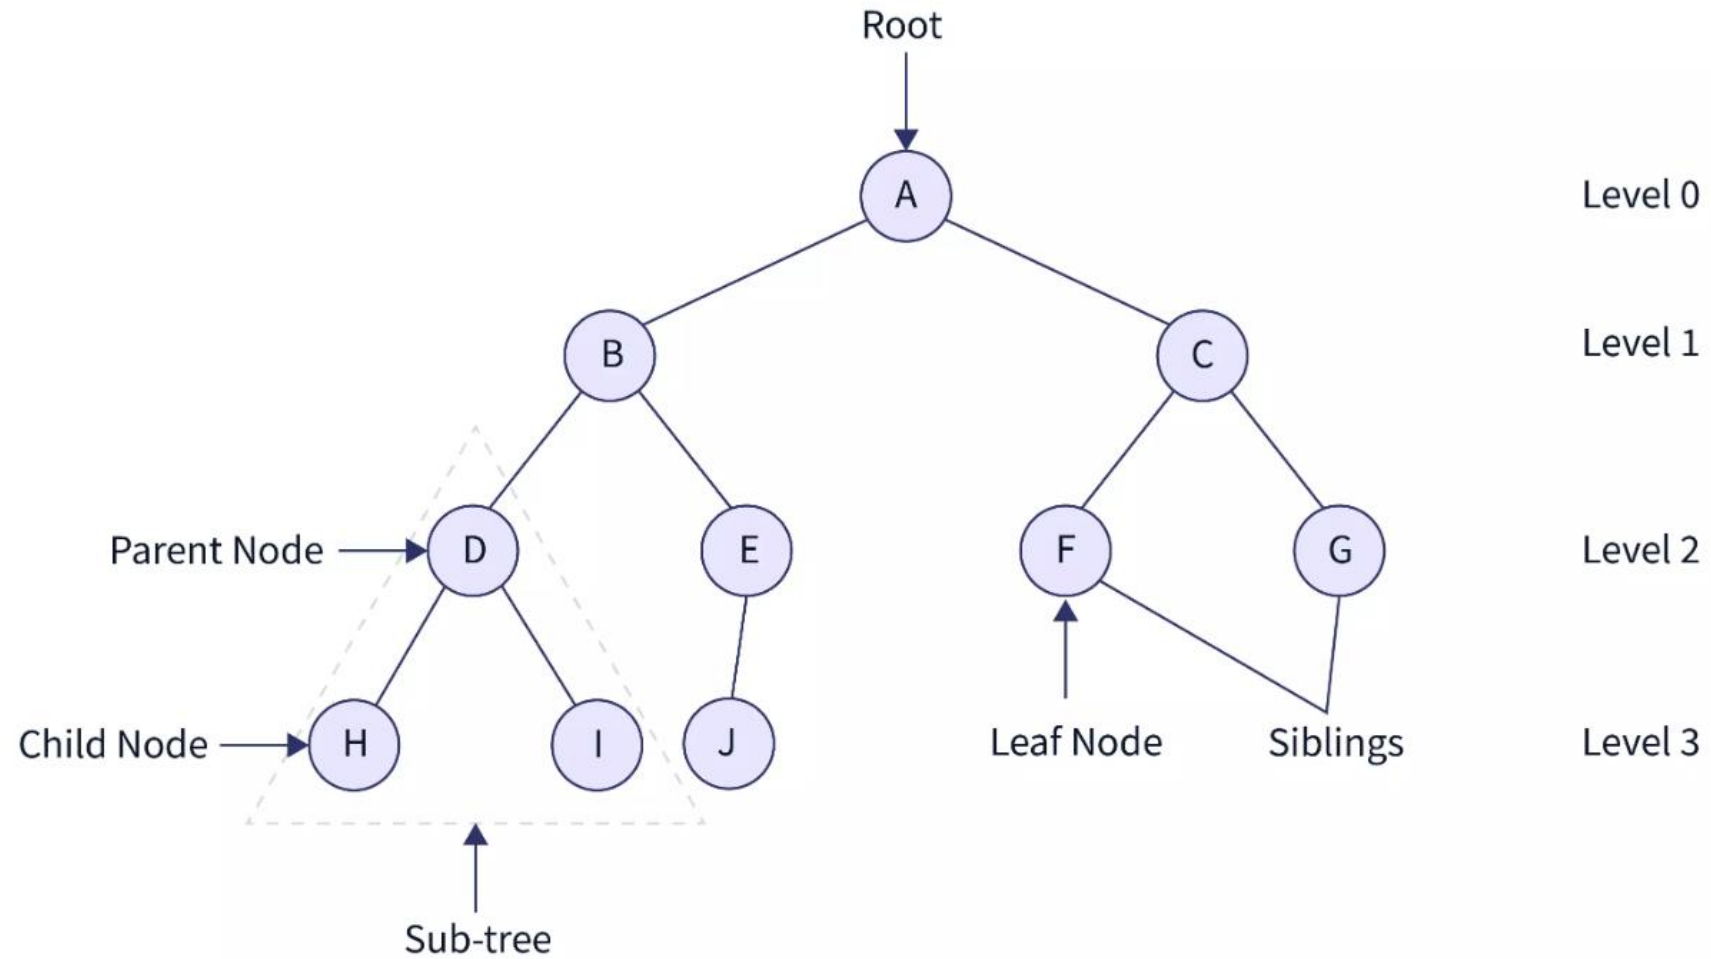 Root
A
Level 0
B
C
Level 1
Parent Node
D
E
F
G
Level 2
Child Node
H
I
J
Leaf Node
Siblings
Level 3
Sub-tree